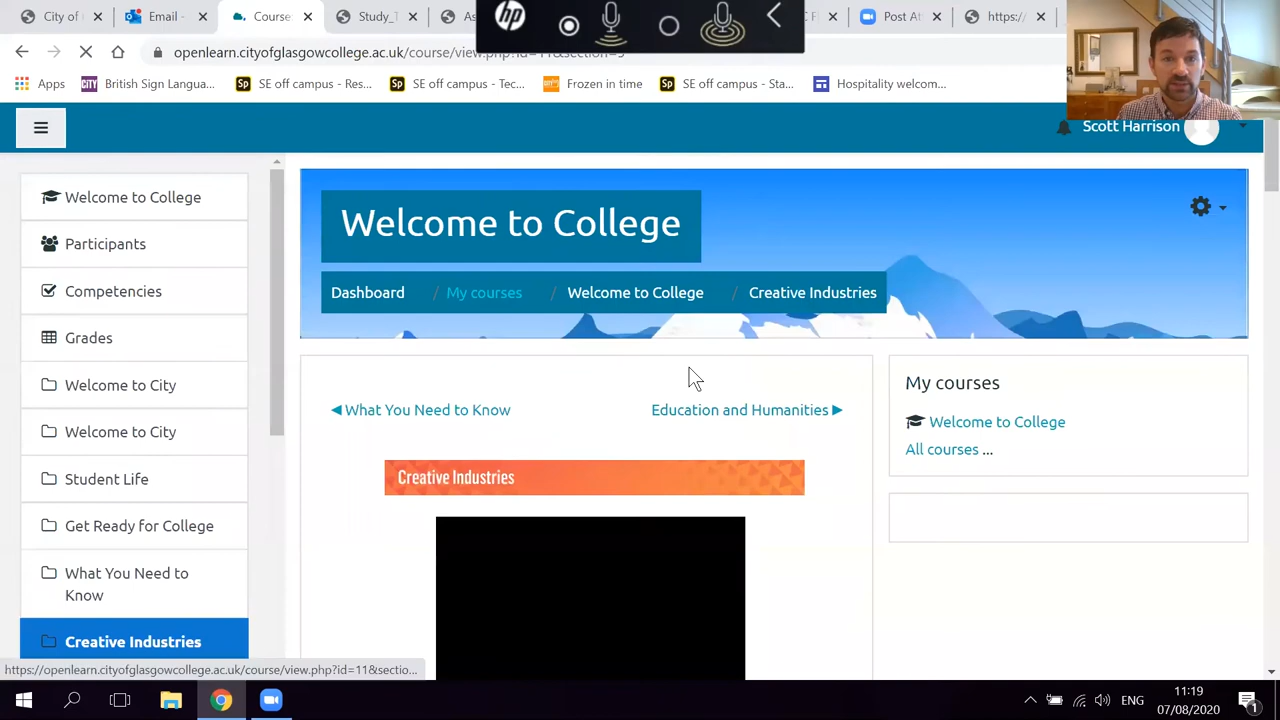 City of
Email -
Course
Study_T
As
C F
Post At
https://
hp
openlearn.cityofglasgowcollege.ac.uk/course/view.php?id=11&section=5
Apps
British Sign Langua...
SE off campus - Res...
SE off campus - Tec...
Frozen in time
SE off campus - Sta...
Hospitality welcom...
Scott Harrison
Welcome to College
Participants
Competencies
Grades
Welcome to City
Welcome to City
Student Life
Get Ready for College
What You Need to
Know
Creative Industries
Welcome to College
Dashboard / My courses / Welcome to College / Creative Industries
What You Need to Know
Education and Humanities
Creative Industries
My courses
Welcome to College
All courses ...
https://openlearn.cityofglasgowcollege.ac.uk/course/view.php?id=11&sectio...
ENG
11:19
07/08/2020
1